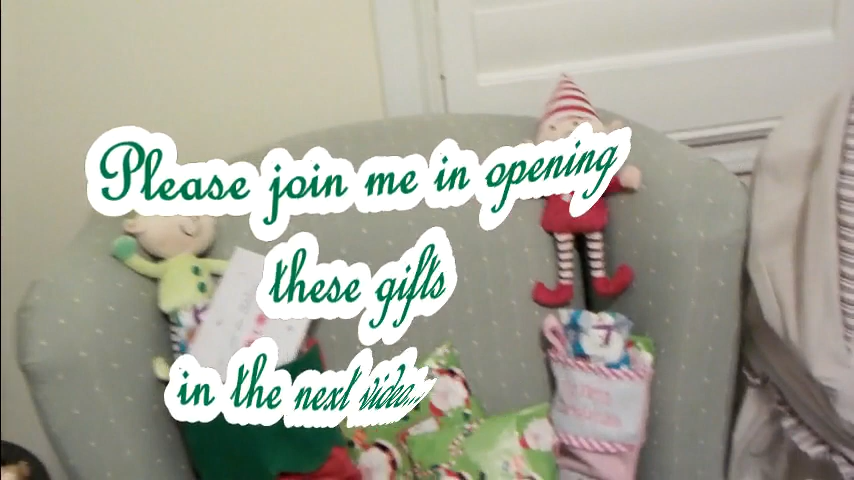 Please join me in opening
these gifts
in the next video...